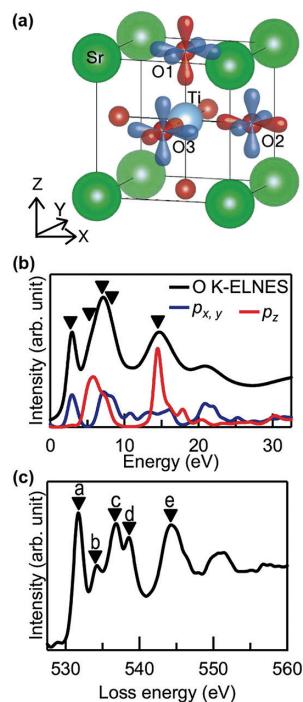 (a)
Sr
O1
Ti
O3
O2
Z
Y
X
(b)
O K-ELNES
px, y
pz
Intensity (arb. unit)
0 10 20 30
Energy (eV)
(c)
a
b
c
d
e
Intensity (arb. unit)
530 540 550 560
Loss energy (eV)